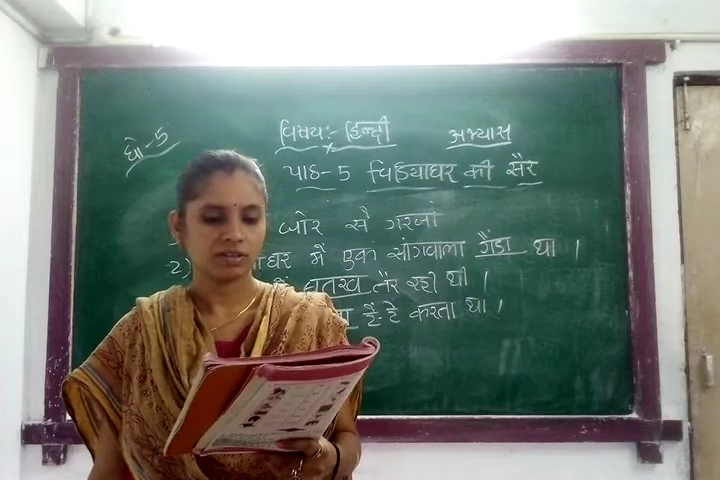 धो-5
विषय:- हिन्दी अभ्यास
पाठ-5 चिडियाघर की सैर
जोर से गरजा
2) घर में एक सांगवाला गैंडा था ।
बतख तैर रही थी ।
हें-हें करता था ।